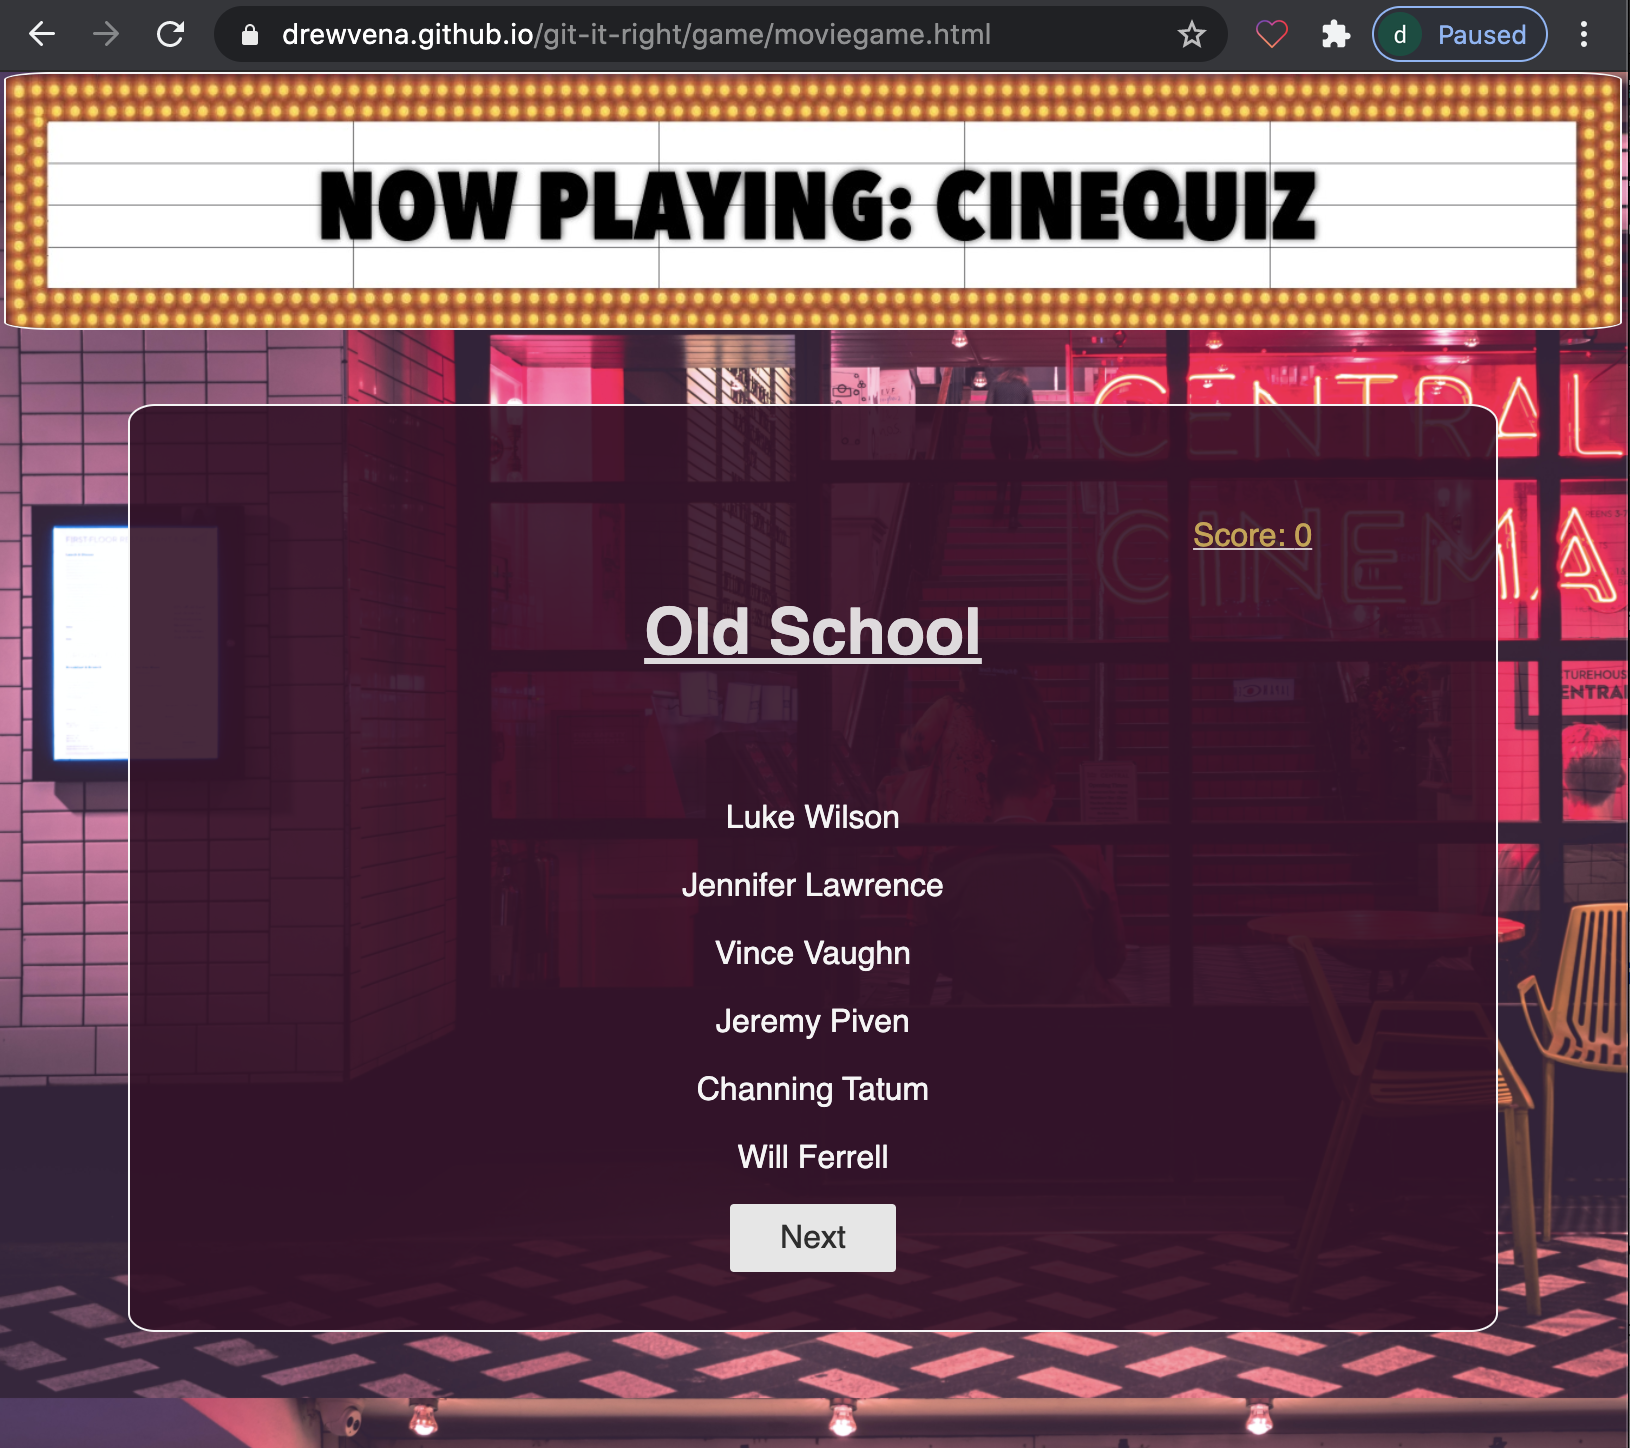 drewvena.github.io/git-it-right/game/moviegame.html
d Paused
NOW PLAYING: CINEQUIZ
CENTRAL
CINEMA
Score: 0
Old School
Luke Wilson
Jennifer Lawrence
Vince Vaughn
Jeremy Piven
Channing Tatum
Will Ferrell
Next